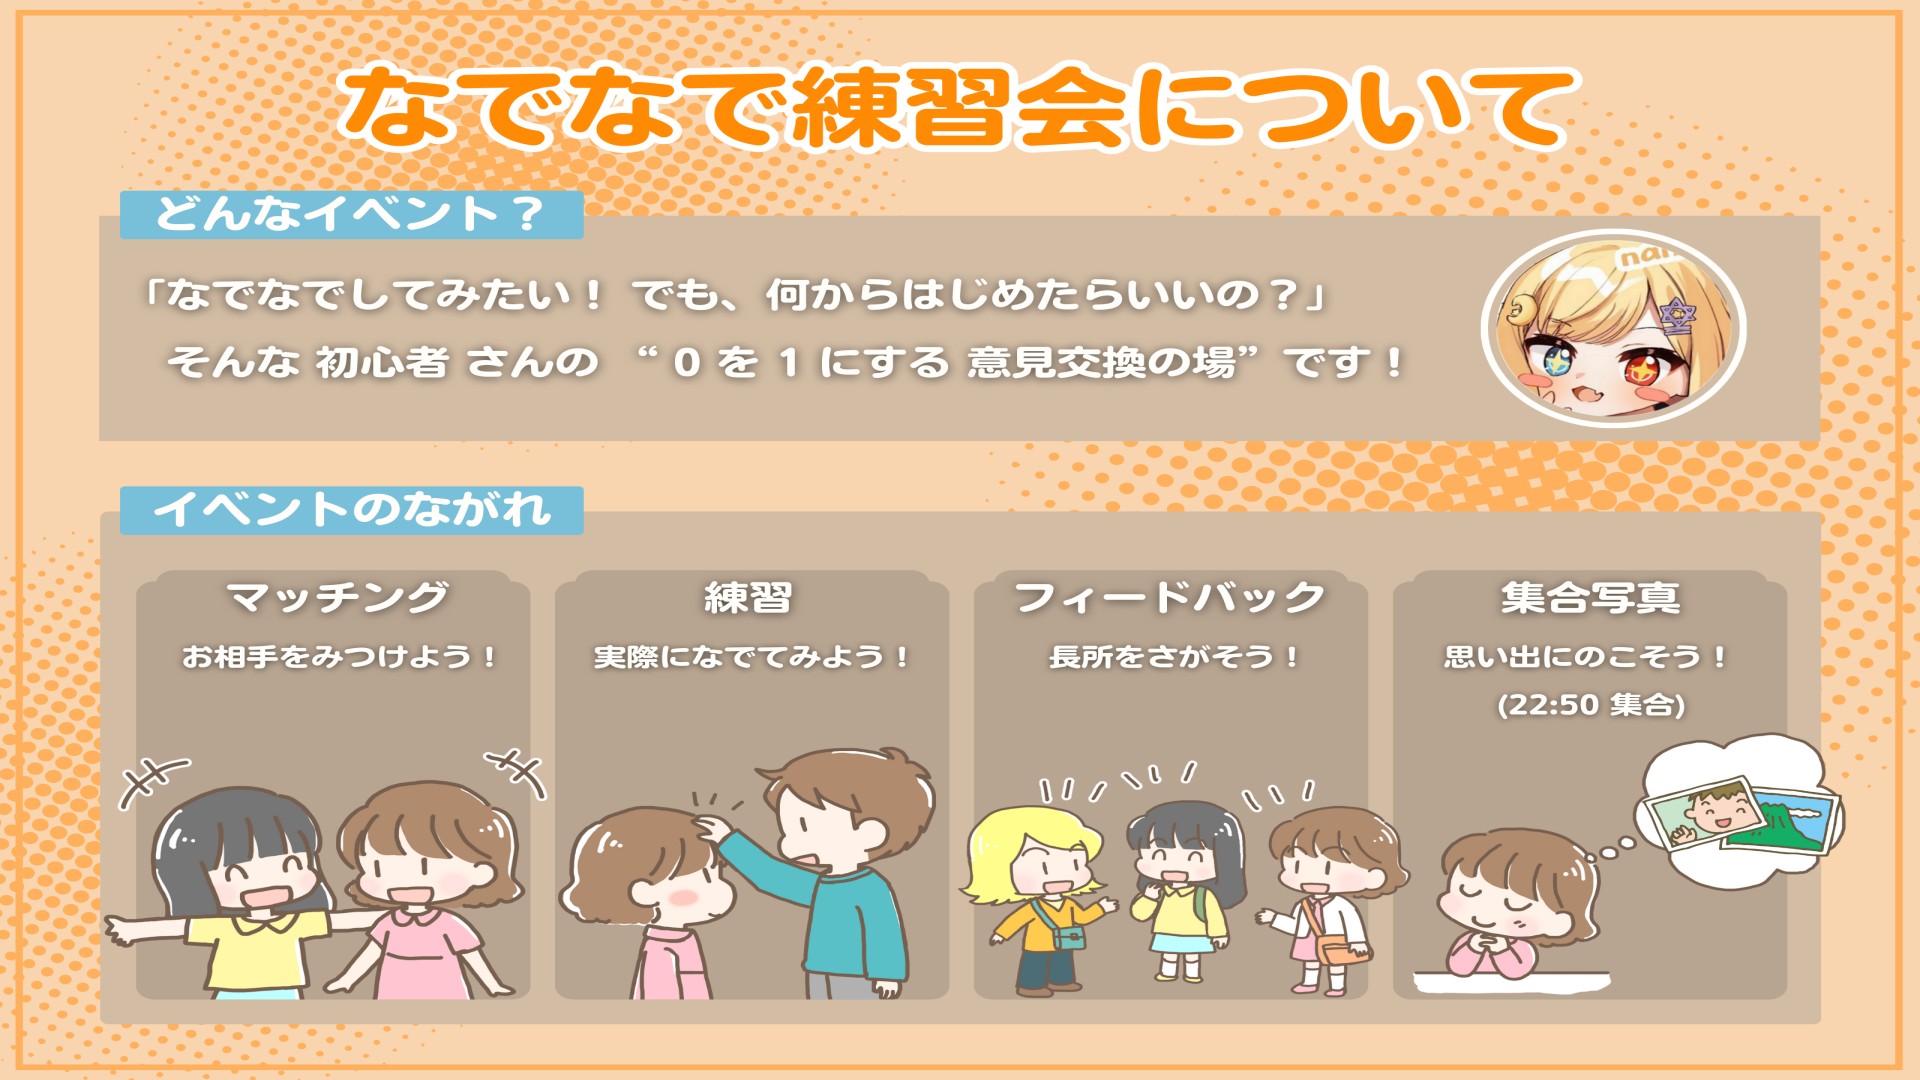 なでなで練習会について
どんなイベント？
「なでなでしてみたい！ でも、何からはじめたらいいの？」
そんな 初心者 さんの “ 0 を 1 にする 意見交換の場” です！
イベントのながれ
マッチング
お相手をみつけよう！
練習
実際になでてみよう！
フィードバック
長所をさがそう！
集合写真
思い出にのこそう！
(22:50 集合)